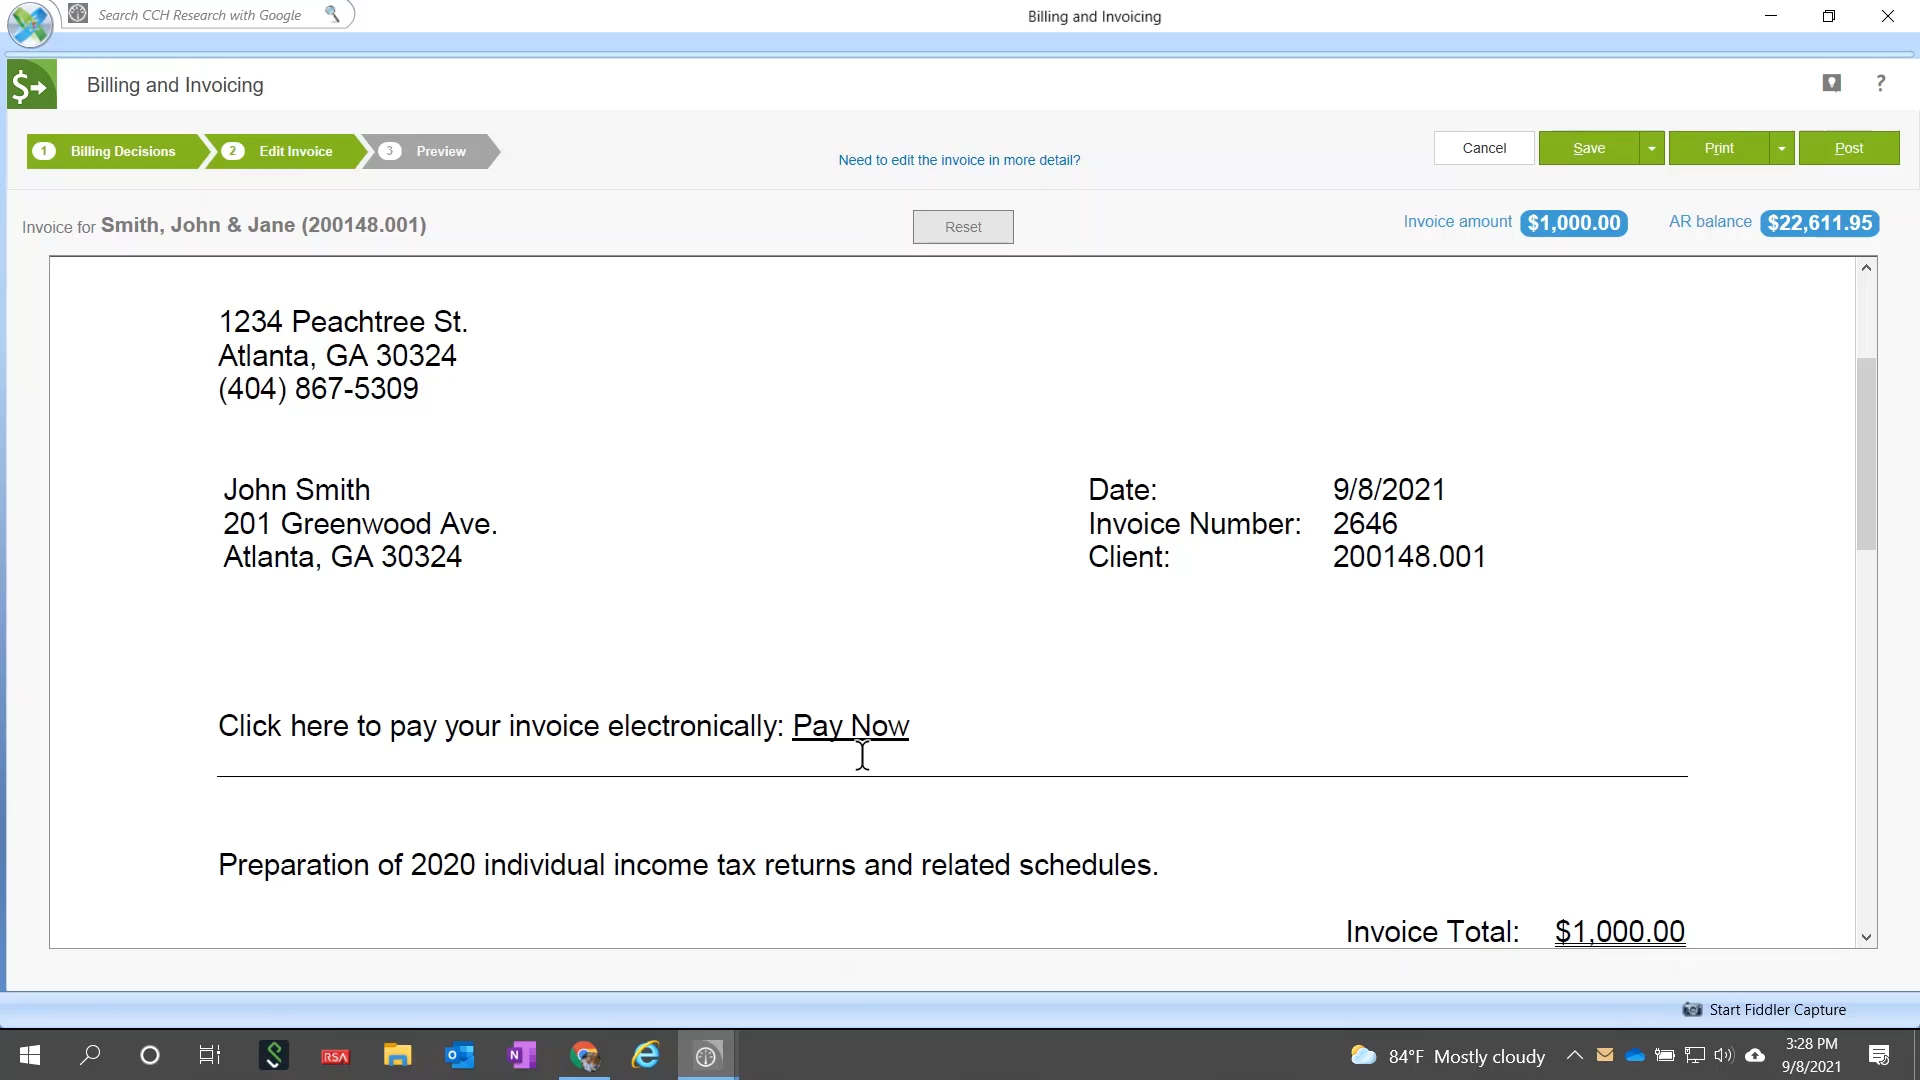 Search CCH Research with Google
Billing and Invoicing
$ Billing and Invoicing ?
1 Billing Decisions 2 Edit Invoice 3 Preview
Need to edit the invoice in more detail?
Cancel Save Print Post
Invoice for Smith, John & Jane (200148.001)
Reset
Invoice amount $1,000.00 AR balance $22,611.95
1234 Peachtree St.
Atlanta, GA 30324
(404) 867-5309
John Smith
201 Greenwood Ave.
Atlanta, GA 30324
Date: 9/8/2021
Invoice Number: 2646
Client: 200148.001
Click here to pay your invoice electronically: Pay Now
Preparation of 2020 individual income tax returns and related schedules.
Invoice Total: $1,000.00
Start Fiddler Capture
RSA
84°F Mostly cloudy
3:28 PM
9/8/2021